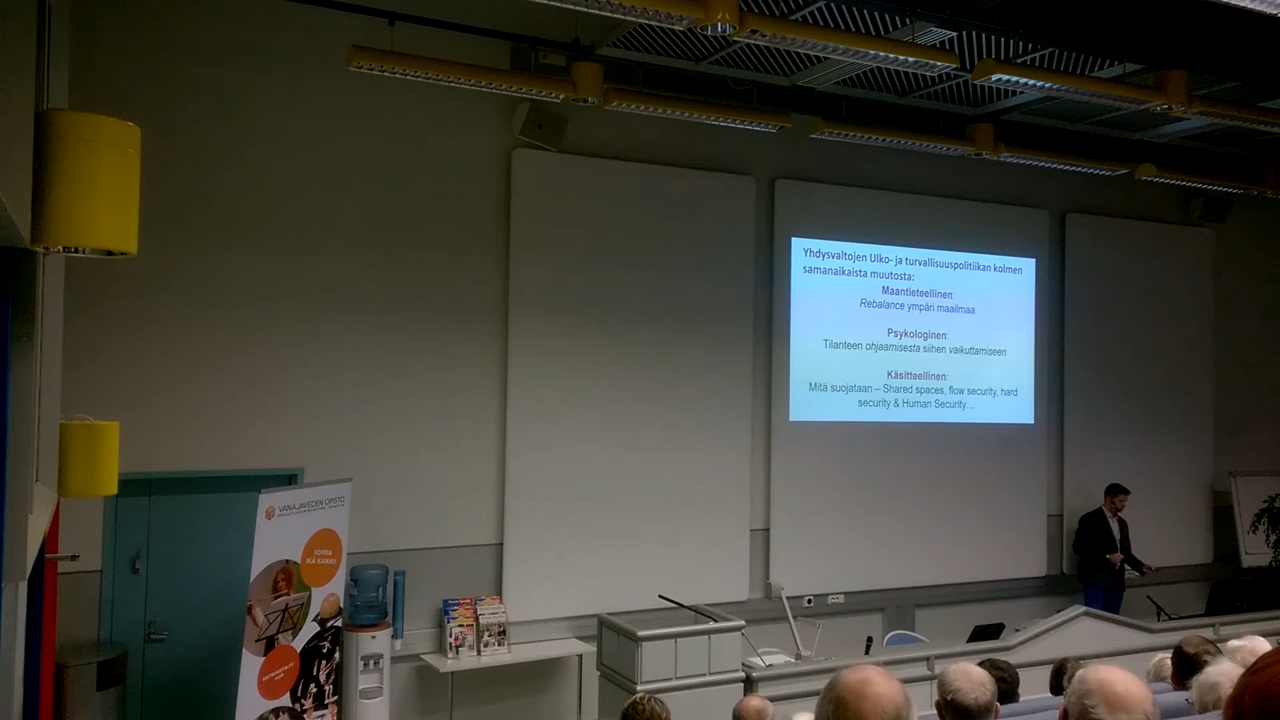 Yhdysvaltojen Ulko- ja turvallisuuspolitiikan kolmen
samanaikaista muutosta:
Maantieteellinen:
Rebalance ympäri maailmaa
Psykologinen:
Tilanteen ohjaamisesta siihen vaikuttamiseen
Käsitteellinen:
Mitä suojataan – Shared spaces, flow security, hard
security & Human Security…
VANAJAVEDEN OPISTO